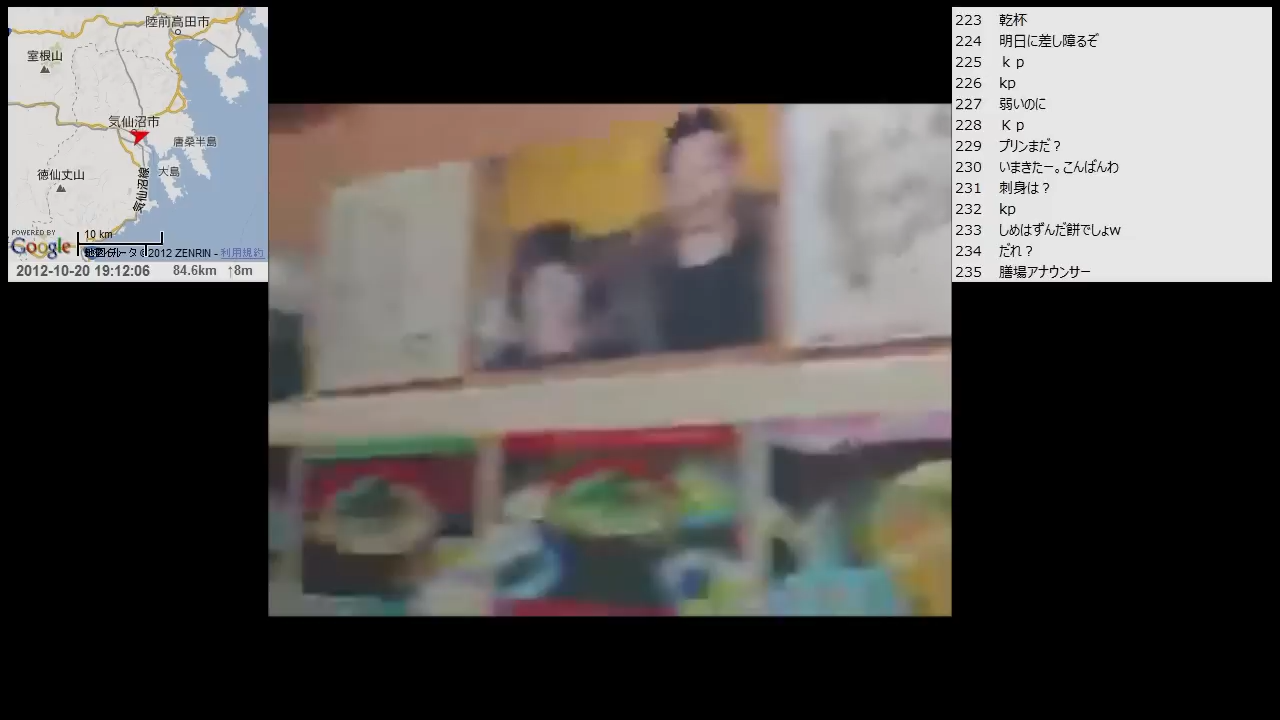 陸前高田市
室根山
気仙沼市
唐桑半島
徳仙丈山
大島
気仙沼線
POWERED BY
Google
10 km
地図データ ©2012 ZENRIN - 利用規約
2012-10-20 19:12:06 84.6km ↑8m
223 乾杯
224 明日に差し障るぞ
225 ｋｐ
226 kp
227 弱いのに
228 Ｋｐ
229 プリンまだ？
230 いまきたー。こんばんわ
231 刺身は？
232 kp
233 しめはずんだ餅でしょw
234 だれ？
235 膳場アナウンサー